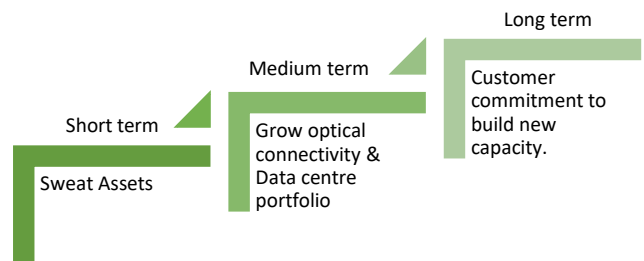 Short term
Sweat Assets
Medium term
Grow optical
connectivity &
Data centre
portfolio
Long term
Customer
commitment to
build new
capacity.